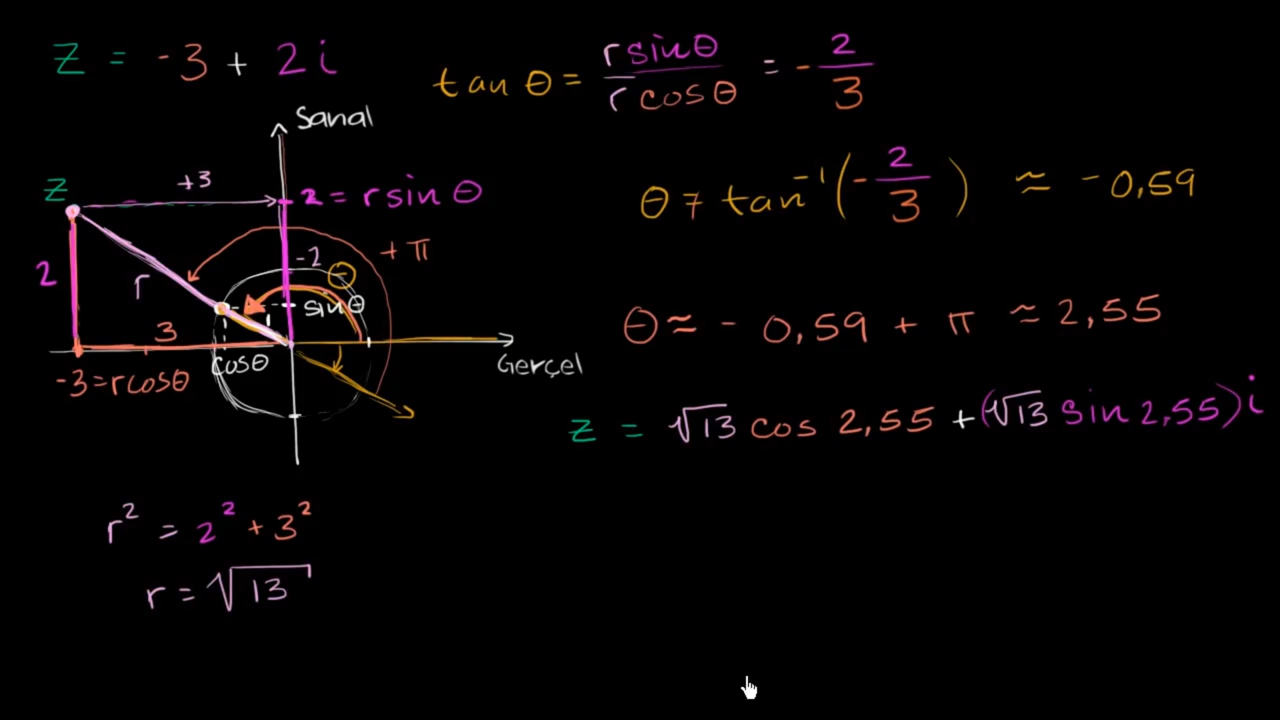 z = -3 + 2i
tan θ = r sin θ / r cos θ = - 2/3
Sanal
z
+3
2 = r sin θ
θ ≠ tan⁻¹(- 2/3) ≈ -0,59
2
r
-2
θ
+ π
sin θ
3
cos θ
Gerçel
-3 = r cos θ
θ ≈ - 0,59 + π ≈ 2,55
z = √13 cos 2,55 + (√13 sin 2,55)i
r² = 2² + 3²
r = √13